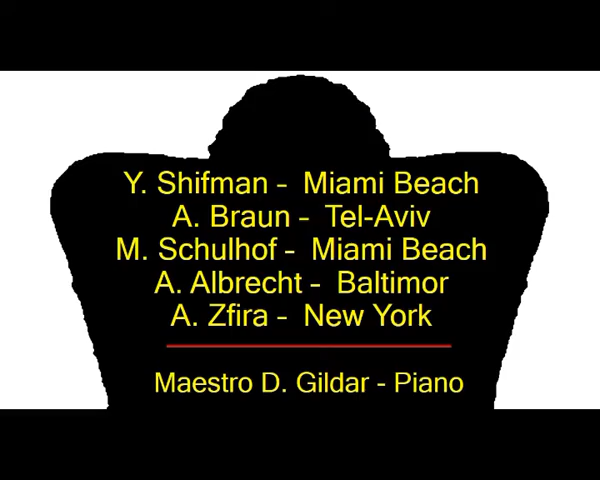 Y. Shifman – Miami Beach
A. Braun – Tel-Aviv
M. Schulhof – Miami Beach
A. Albrecht – Baltimor
A. Zfira – New York
Maestro D. Gildar - Piano